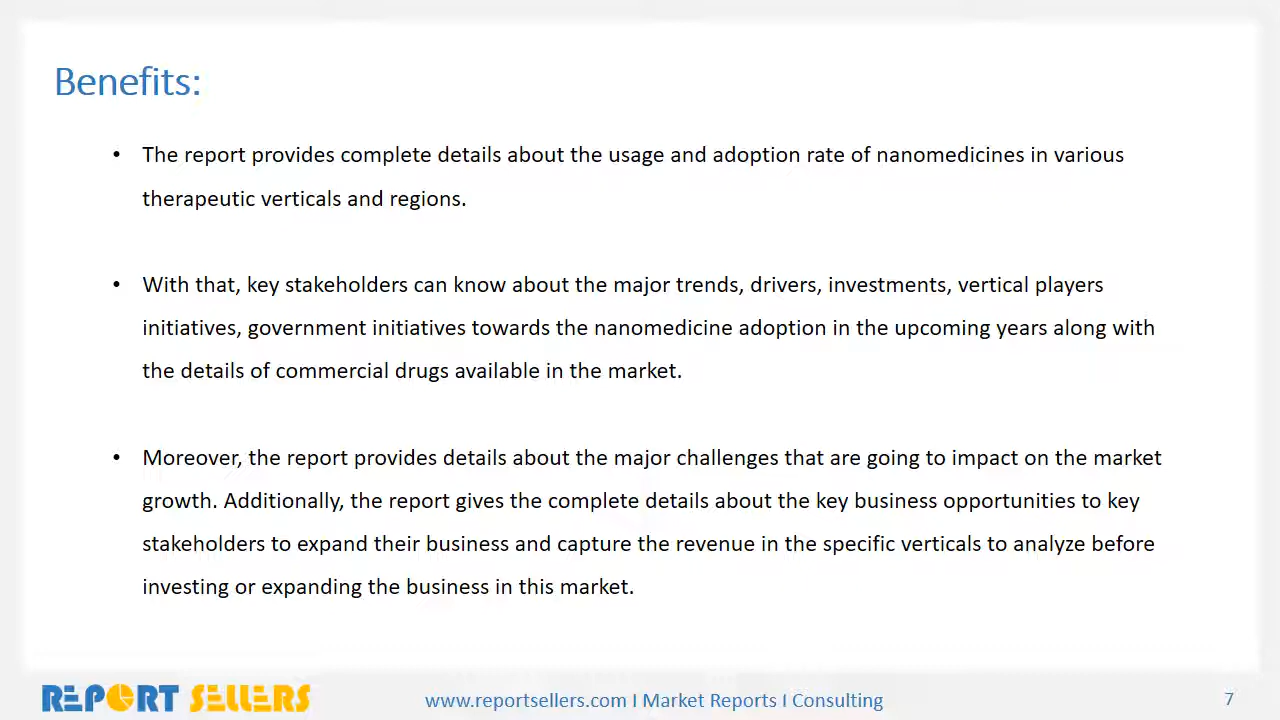 Benefits:
• The report provides complete details about the usage and adoption rate of nanomedicines in various
therapeutic verticals and regions.
• With that, key stakeholders can know about the major trends, drivers, investments, vertical players
initiatives, government initiatives towards the nanomedicine adoption in the upcoming years along with
the details of commercial drugs available in the market.
• Moreover, the report provides details about the major challenges that are going to impact on the market
growth. Additionally, the report gives the complete details about the key business opportunities to key
stakeholders to expand their business and capture the revenue in the specific verticals to analyze before
investing or expanding the business in this market.
REPORT SELLERS
www.reportsellers.com I Market Reports I Consulting
7